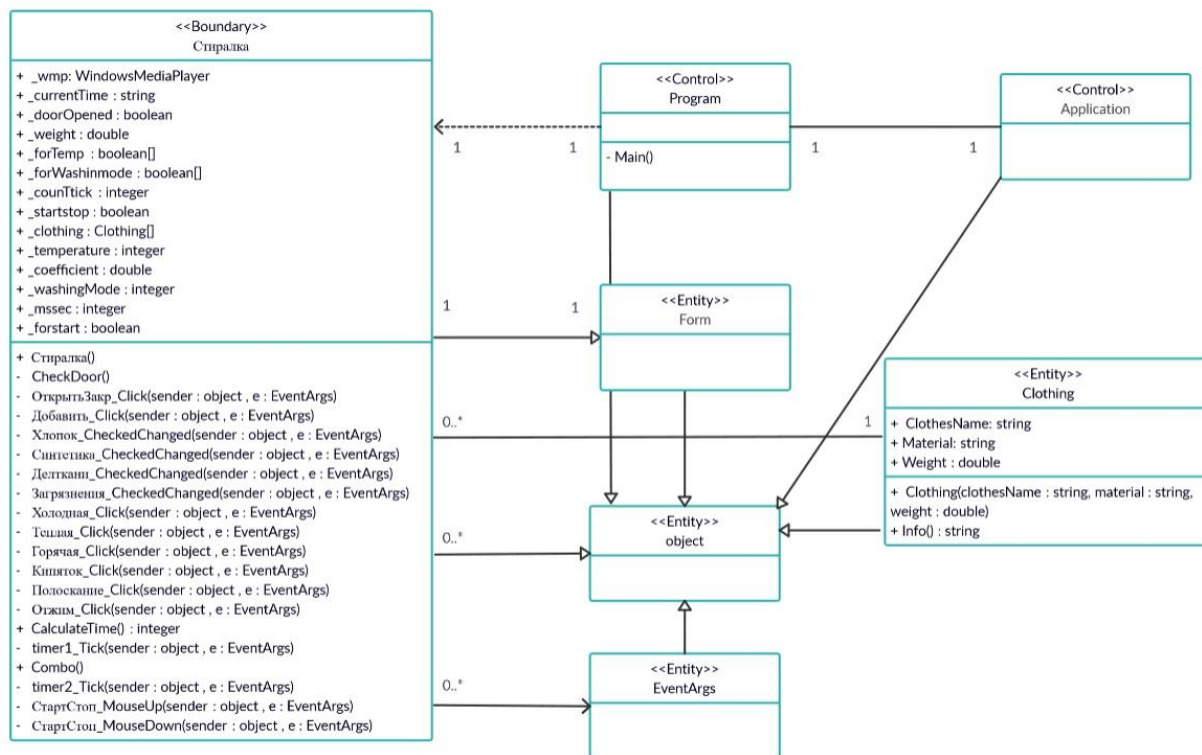 <<Boundary>>
Стиралка
+ _wmp: WindowsMediaPlayer
+ _currentTime : string
+ _doorOpened : boolean
+ _weight : double
+ _forTemp : boolean[]
+ _forWashinmode : boolean[]
+ _counTtick : integer
+ _startstop : boolean
+ _clothing : Clothing[]
+ _temperature : integer
+ _coefficient : double
+ _washingMode : integer
+ _mssec : integer
+ _forstart : boolean
+ Стиралка()
- CheckDoor()
- ОткрытьЗакр_Click(sender : object , e : EventArgs)
- Добавить_Click(sender : object , e : EventArgs)
- Хлопок_CheckedChanged(sender : object , e : EventArgs)
- Синтетика_CheckedChanged(sender : object , e : EventArgs)
- Делткани_CheckedChanged(sender : object , e : EventArgs)
- Загрязнения_CheckedChanged(sender : object , e : EventArgs)
- Холодная_Click(sender : object , e : EventArgs)
- Теплая_Click(sender : object , e : EventArgs)
- Горячая_Click(sender : object , e : EventArgs)
- Кипяток_Click(sender : object , e : EventArgs)
- Полоскание_Click(sender : object , e : EventArgs)
- Отжим_Click(sender : object , e : EventArgs)
+ CalculateTime() : integer
- timer1_Tick(sender : object , e : EventArgs)
+ Combo()
- timer2_Tick(sender : object , e : EventArgs)
- СтартСтоп_MouseUp(sender : object , e : EventArgs)
- СтартСтоп_MouseDown(sender : object , e : EventArgs)
1
1
<<Control>>
Program
- Main()
1
1
<<Control>>
Application
1
1
<<Entity>>
Form
0..*
1
<<Entity>>
Clothing
+ ClothesName: string
+ Material: string
+ Weight : double
+ Clothing(clothesName : string, material : string,
weight : double)
+ Info() : string
0..*
<<Entity>>
object
0..*
<<Entity>>
EventArgs